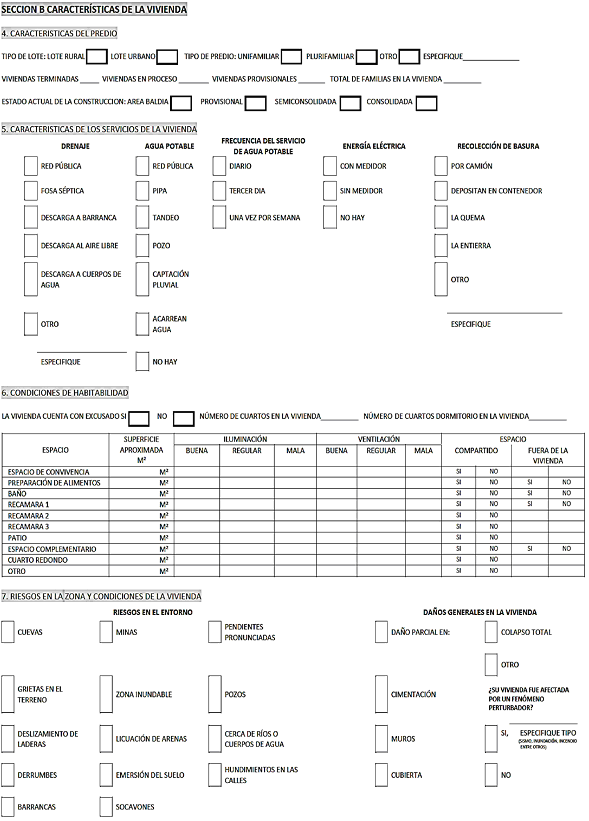 SECCION B CARACTERÍSTICAS DE LA VIVIENDA
4. CARACTERISTICAS DEL PREDIO
TIPO DE LOTE: LOTE RURAL LOTE URBANO TIPO DE PREDIO: UNIFAMILIAR PLURIFAMILIAR OTRO ESPECIFIQUE______________
VIVIENDAS TERMINADAS _____ VIVIENDAS EN PROCESO ________ VIVIENDAS PROVISIONALES _______ TOTAL DE FAMILIAS EN LA VIVIENDA __________
ESTADO ACTUAL DE LA CONSTRUCCION: AREA BALDIA PROVISIONAL SEMICONSOLIDADA CONSOLIDADA
5. CARACTERISTICAS DE LOS SERVICIOS DE LA VIVIENDA
DRENAJE
RED PÚBLICA
FOSA SÉPTICA
DESCARGA A BARRANCA
DESCARGA AL AIRE LIBRE
DESCARGA A CUERPOS DE
AGUA
OTRO
ESPECIFIQUE
AGUA POTABLE
RED PÚBLICA
PIPA
TANDEO
POZO
CAPTACIÓN
PLUVIAL
ACARREAN
AGUA
NO HAY
FRECUENCIA DEL SERVICIO
DE AGUA POTABLE
DIARIO
TERCER DIA
UNA VEZ POR SEMANA
ENERGÍA ELÉCTRICA
CON MEDIDOR
SIN MEDIDOR
NO HAY
RECOLECCIÓN DE BASURA
POR CAMIÓN
DEPOSITAN EN CONTENEDOR
LA QUEMA
LA ENTIERRA
OTRO
ESPECIFIQUE
6. CONDICIONES DE HABITABILIDAD
LA VIVIENDA CUENTA CON EXCUSADO SI NO NÚMERO DE CUARTOS EN LA VIVIENDA_________ NÚMERO DE CUARTOS DORMITORIO EN LA VIVIENDA_________
ESPACIO SUPERFICIE APROXIMADA M² ILUMINACIÓN VENTILACIÓN ESPACIO
BUENA REGULAR MALA BUENA REGULAR MALA COMPARTIDO FUERA DE LA VIVIENDA
ESPACIO DE CONVIVENCIA M² SI NO
PREPARACIÓN DE ALIMENTOS M² SI NO SI NO
BAÑO M² SI NO SI NO
RECAMARA 1 M² SI NO SI NO
RECAMARA 2 M² SI NO
RECAMARA 3 M² SI NO
PATIO M² SI NO
ESPACIO COMPLEMENTARIO M² SI NO SI NO
CUARTO REDONDO M² SI NO
OTRO M² SI NO
7. RIESGOS EN LA ZONA Y CONDICIONES DE LA VIVIENDA
RIESGOS EN EL ENTORNO
CUEVAS
MINAS
PENDIENTES
PRONUNCIADAS
GRIETAS EN EL
TERRENO
ZONA INUNDABLE
POZOS
DESLIZAMIENTO DE
LADERAS
LICUACIÓN DE ARENAS
CERCA DE RÍOS O
CUERPOS DE AGUA
DERRUMBES
EMERSIÓN DEL SUELO
HUNDIMIENTOS EN LAS
CALLES
BARRANCAS
SOCAVONES
DAÑOS GENERALES EN LA VIVIENDA
DAÑO PARCIAL EN:
CIMENTACIÓN
MUROS
CUBIERTA
COLAPSO TOTAL
OTRO
¿SU VIVIENDA FUE AFECTADA
POR UN FENÓMENO
PERTURBADOR?
SI, ESPECIFIQUE TIPO
(SISMO, INUNDACIÓN, INCENDIO
ENTRE OTROS)
NO